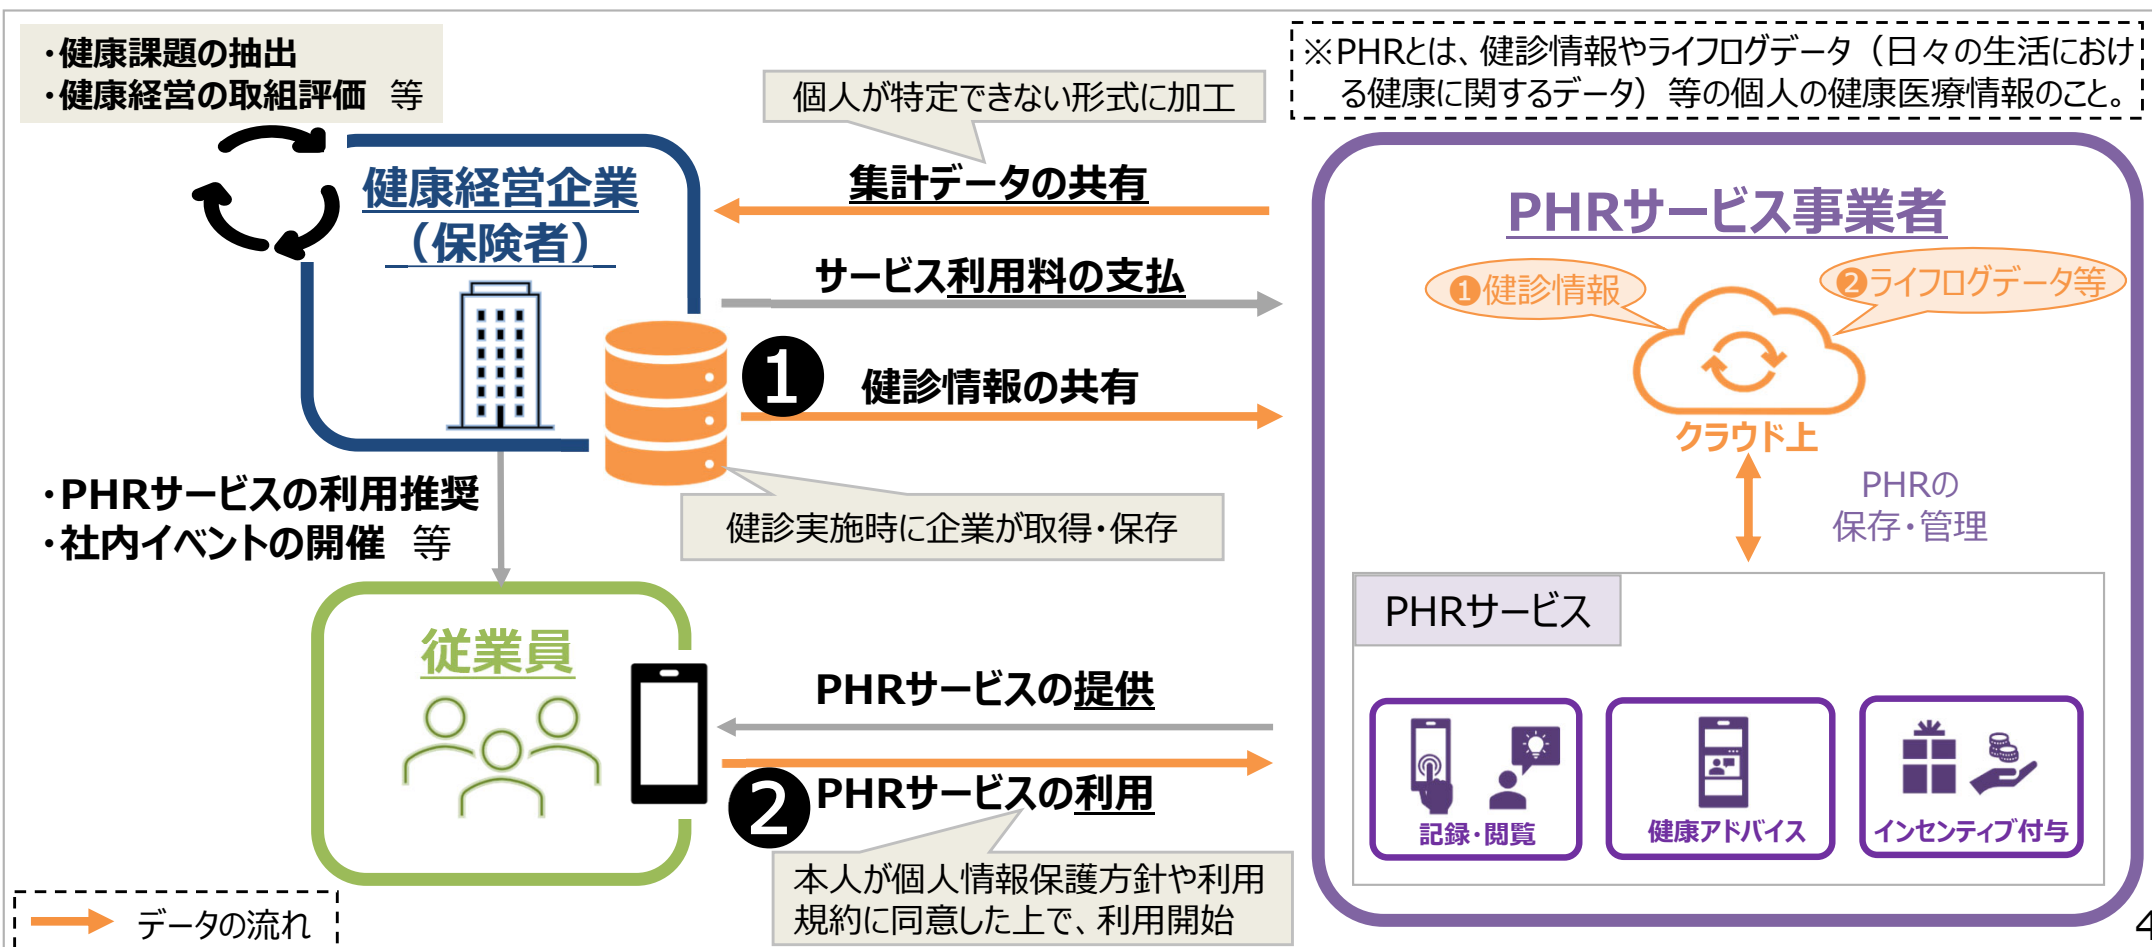 ・健康課題の抽出
・健康経営の取組評価 等
※PHRとは、健診情報やライフログデータ（日々の生活におけ
る健康に関するデータ）等の個人の健康医療情報のこと。
個人が特定できない形式に加工
健康経営企業
（保険者）
集計データの共有
サービス利用料の支払
❶
健診情報の共有
健診実施時に企業が取得・保存
PHRサービス事業者
❶健診情報
❷ライフログデータ等
クラウド上
PHRの
保存・管理
・PHRサービスの利用推奨
・社内イベントの開催 等
従業員
PHRサービスの提供
❷
PHRサービスの利用
本人が個人情報保護方針や利用
規約に同意した上で、利用開始
PHRサービス
記録・閲覧
健康アドバイス
インセンティブ付与
データの流れ
4